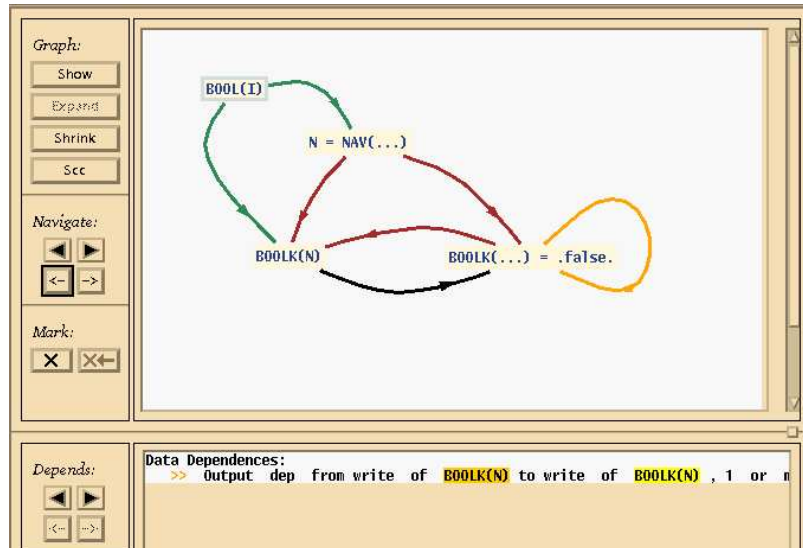 Graph:
Show
Expand
Shrink
Scc
Navigate:
<- ->
Mark:
BOOL(I)
N = NAV(...)
BOOLK(N)
BOOLK(...) = .false.
Depends:
<- ->
Data Dependences:
>> Output dep from write of BOOLK(N) to write of BOOLK(N) , 1 or